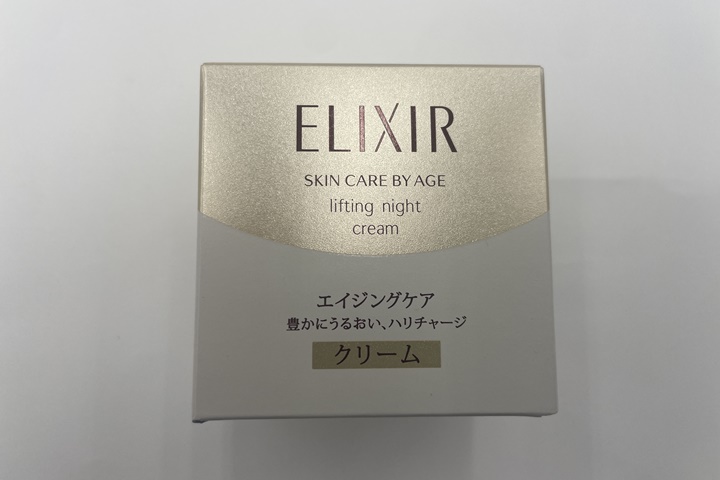 ELIXIR
SKIN CARE BY AGE
lifting night
cream
エイジングケア
豊かにうるおい、ハリチャージ
クリーム